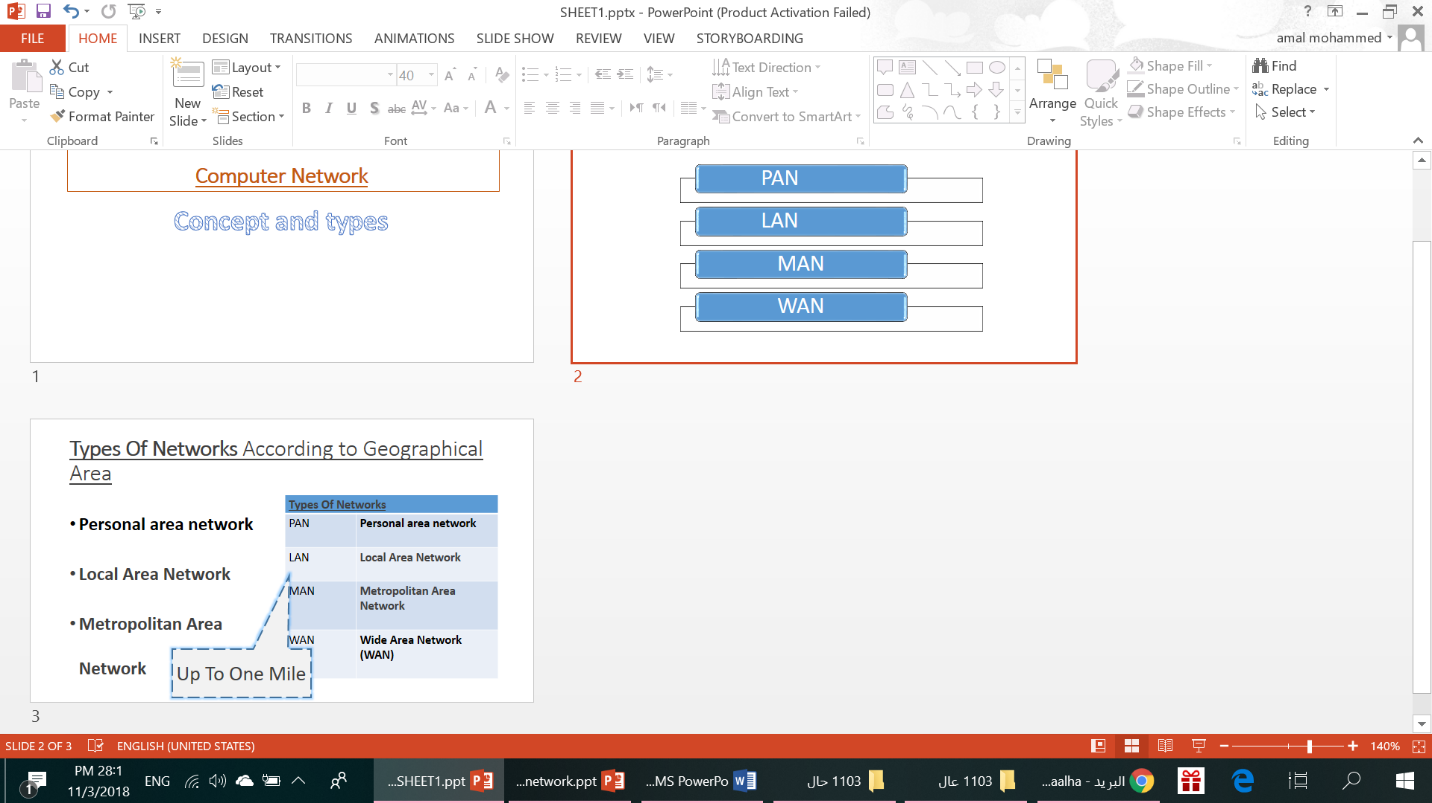 SHEET1.pptx - PowerPoint (Product Activation Failed)
?
FILE HOME INSERT DESIGN TRANSITIONS ANIMATIONS SLIDE SHOW REVIEW VIEW STORYBOARDING
amal mohammed
Paste
Cut
Copy
Format Painter
Clipboard
New
Slide
Layout
Reset
Section
Slides
40
B I U S abc AV Aa A
Font
Text Direction
Align Text
Convert to SmartArt
Paragraph
Arrange
Quick
Styles
Shape Fill
Shape Outline
Shape Effects
Drawing
Find
Replace
Select
Editing
Computer Network
Concept and types
1
PAN
LAN
MAN
WAN
2
Types Of Networks According to Geographical
Area
• Personal area network
• Local Area Network
• Metropolitan Area
Network
Types Of Networks
PAN Personal area network
LAN Local Area Network
MAN Metropolitan Area
Network
WAN Wide Area Network
(WAN)
Up To One Mile
3
SLIDE 2 OF 3 ENGLISH (UNITED STATES)
140%
1
PM 28:1
11/3/2018
ENG
...SHEET1.ppt
...network.ppt
...MS PowerPo
1103 حال
1103 عال
...aalha - البريد